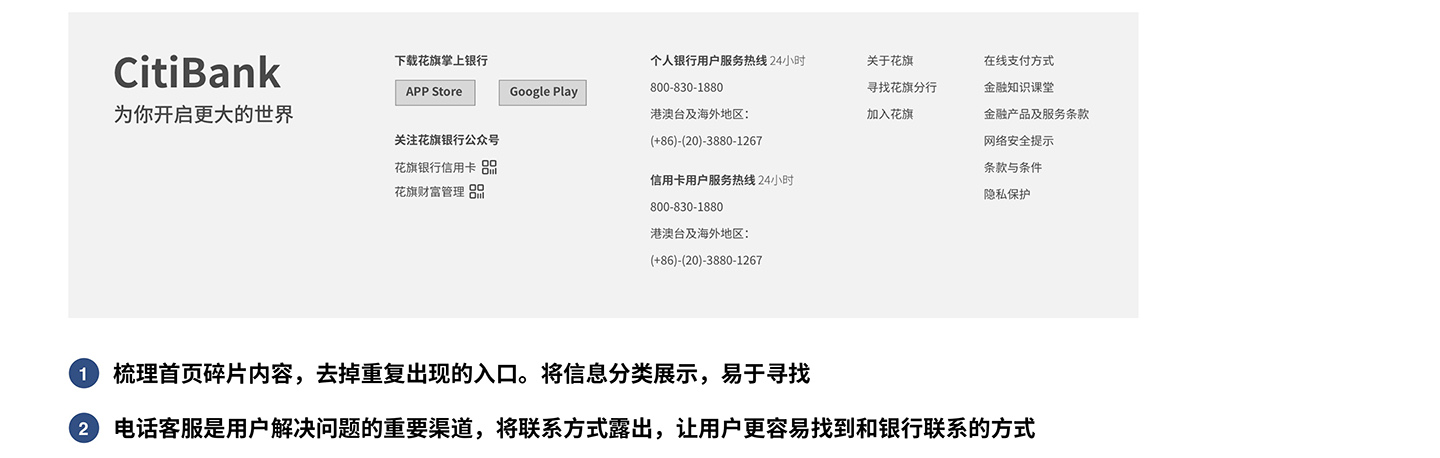 CitiBank
为你开启更大的世界
下载花旗掌上银行
APP Store
Google Play
关注花旗银行公众号
花旗银行信用卡
花旗财富管理
个人银行用户服务热线 24小时
800-830-1880
港澳台及海外地区：
(+86)-(20)-3880-1267
信用卡用户服务热线 24小时
800-830-1880
港澳台及海外地区：
(+86)-(20)-3880-1267
关于花旗
寻找花旗分行
加入花旗
在线支付方式
金融知识课堂
金融产品及服务条款
网络安全提示
条款与条件
隐私保护
1 梳理首页碎片内容，去掉重复出现的入口。将信息分类展示，易于寻找
2 电话客服是用户解决问题的重要渠道，将联系方式露出，让用户更容易找到和银行联系的方式